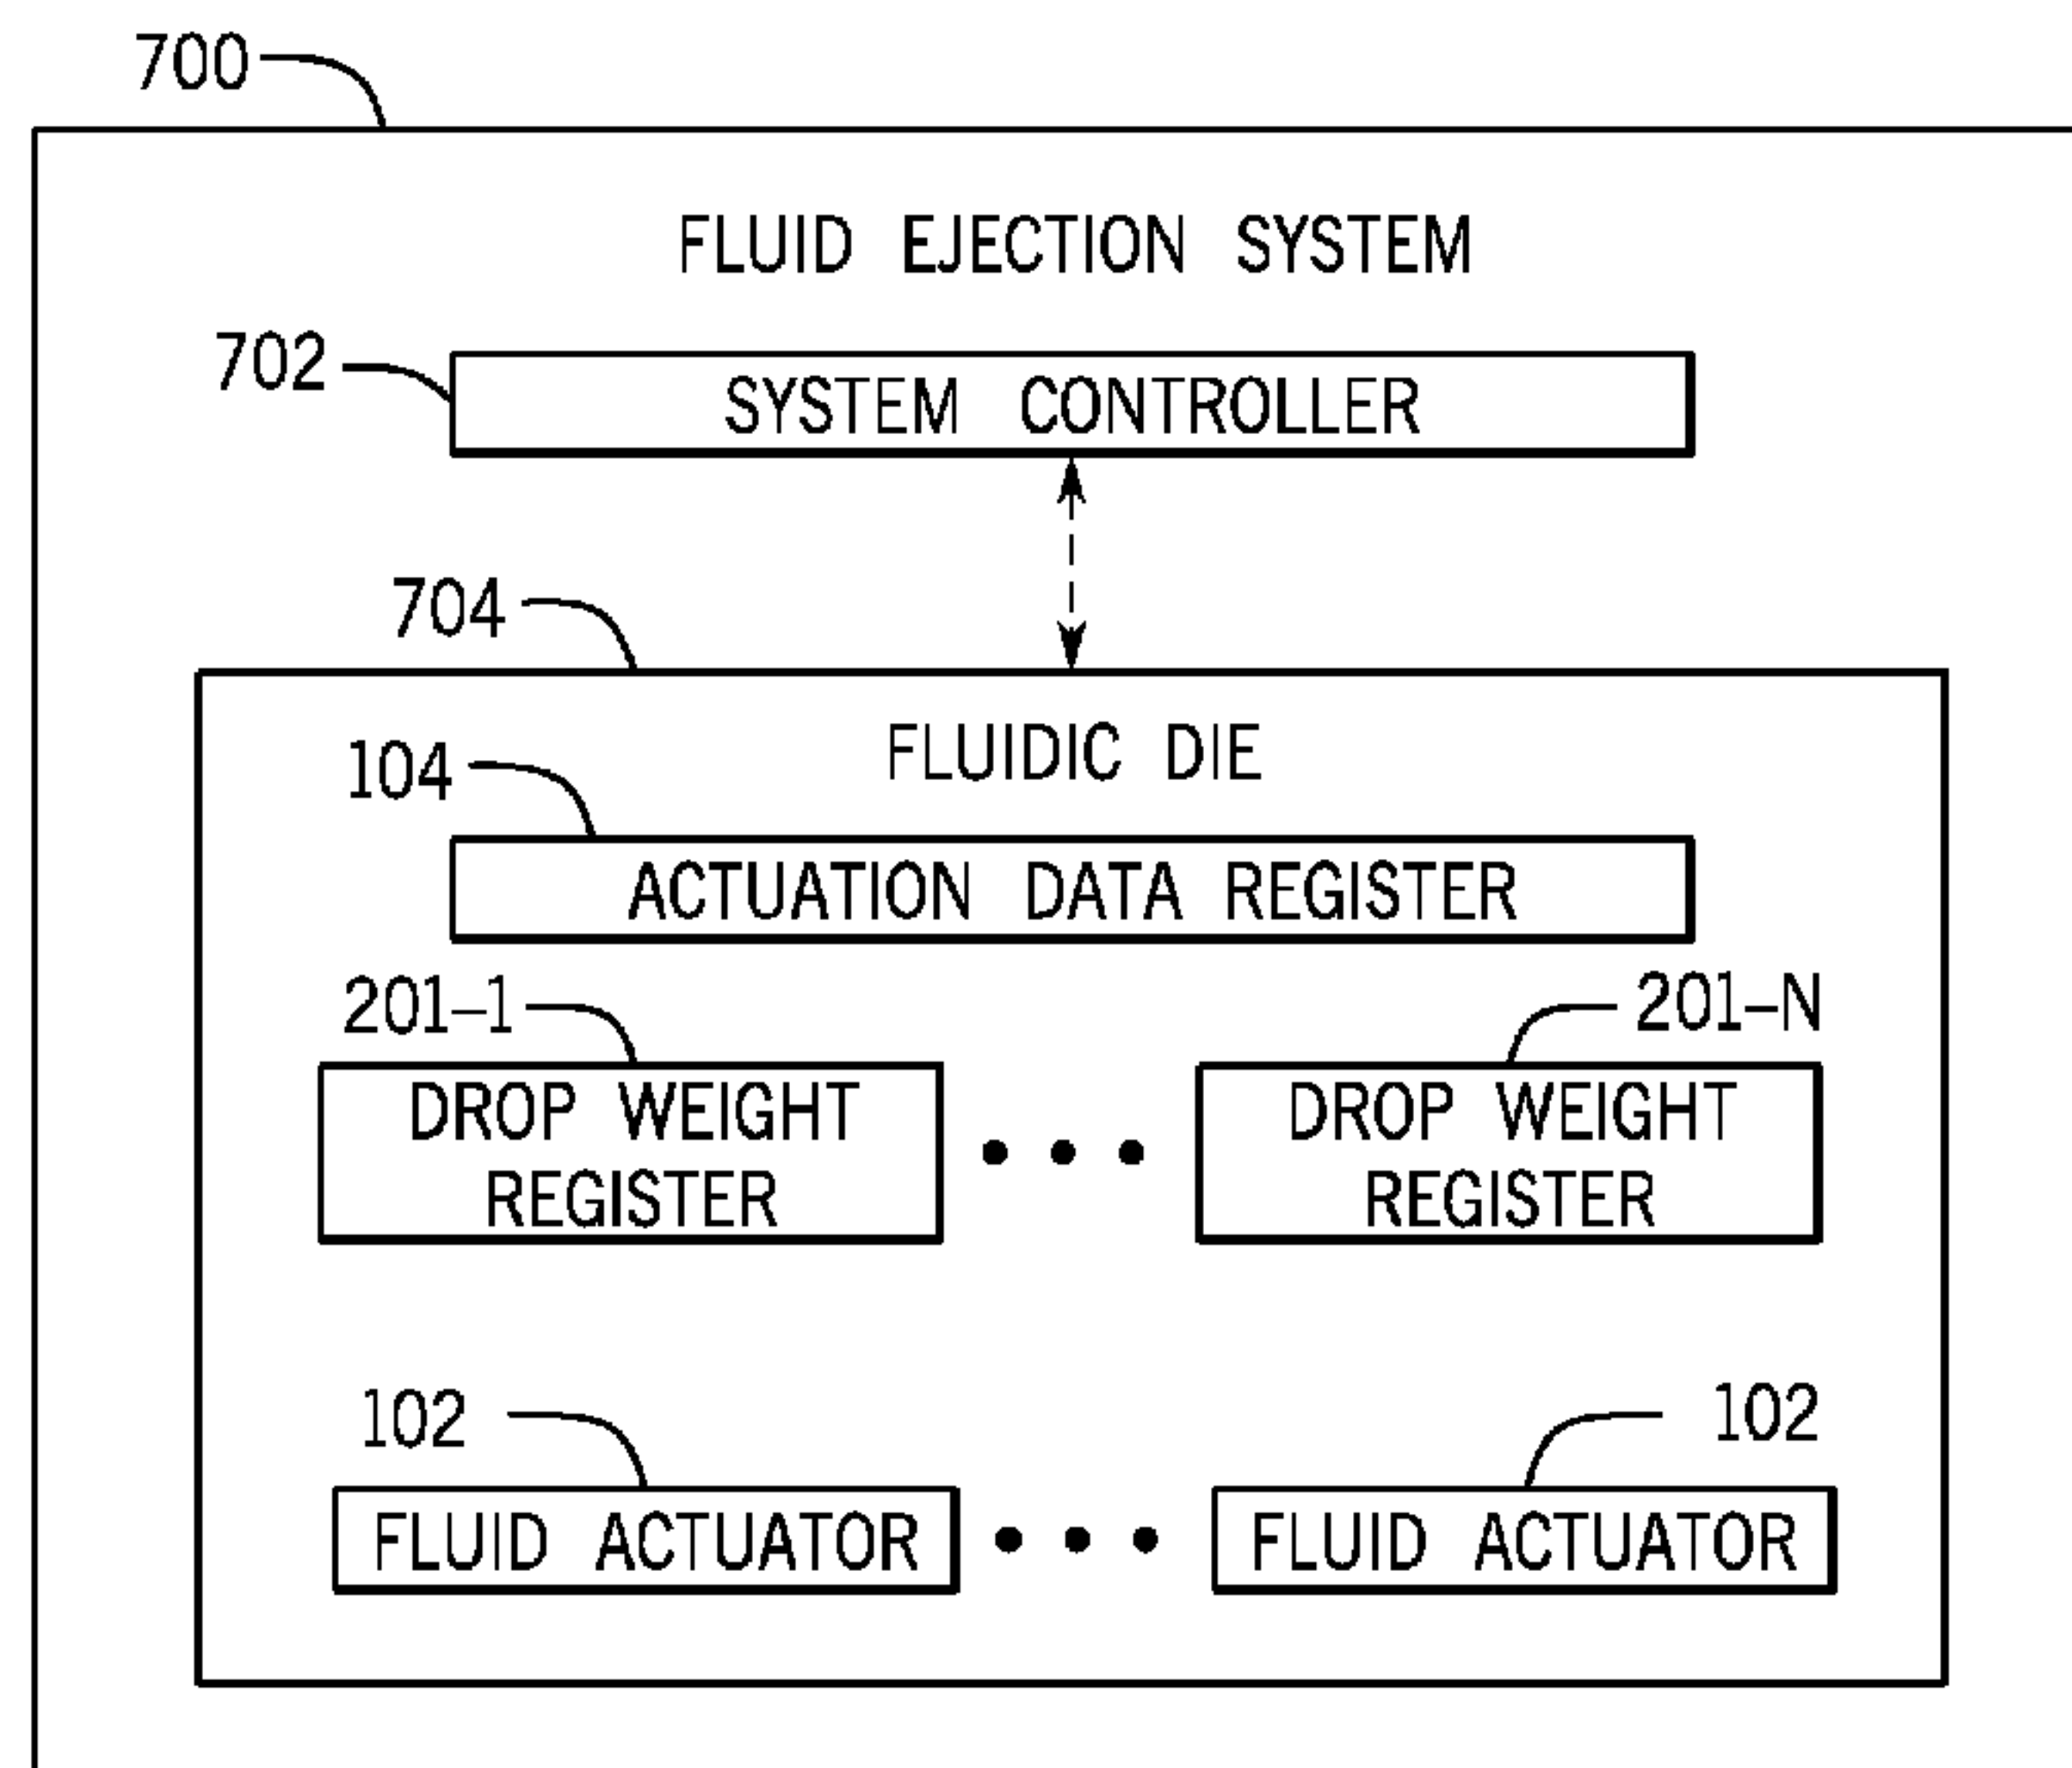 700
FLUID EJECTION SYSTEM
702
SYSTEM CONTROLLER
704
FLUIDIC DIE
104
ACTUATION DATA REGISTER
201–1
201–N
DROP WEIGHT
REGISTER
DROP WEIGHT
REGISTER
102
102
FLUID ACTUATOR
FLUID ACTUATOR